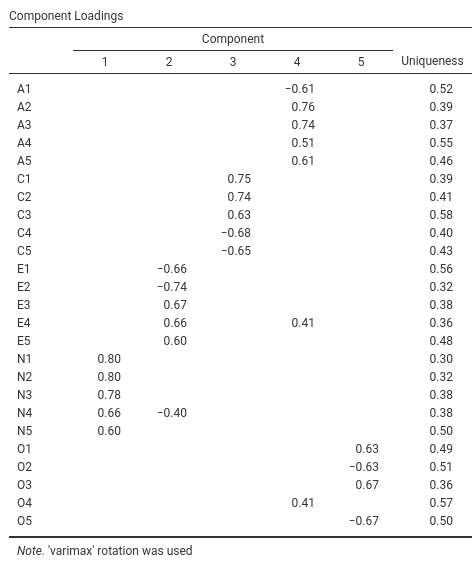 Component Loadings
Component
1 2 3 4 5 Uniqueness
A1 −0.61 0.52
A2 0.76 0.39
A3 0.74 0.37
A4 0.51 0.55
A5 0.61 0.46
C1 0.75 0.39
C2 0.74 0.41
C3 0.63 0.58
C4 −0.68 0.40
C5 −0.65 0.43
E1 −0.66 0.56
E2 −0.74 0.32
E3 0.67 0.38
E4 0.66 0.41 0.36
E5 0.60 0.48
N1 0.80 0.30
N2 0.80 0.32
N3 0.78 0.38
N4 0.66 −0.40 0.38
N5 0.60 0.50
O1 0.63 0.49
O2 −0.63 0.51
O3 0.67 0.36
O4 0.41 0.57
O5 −0.67 0.50
Note. 'varimax' rotation was used